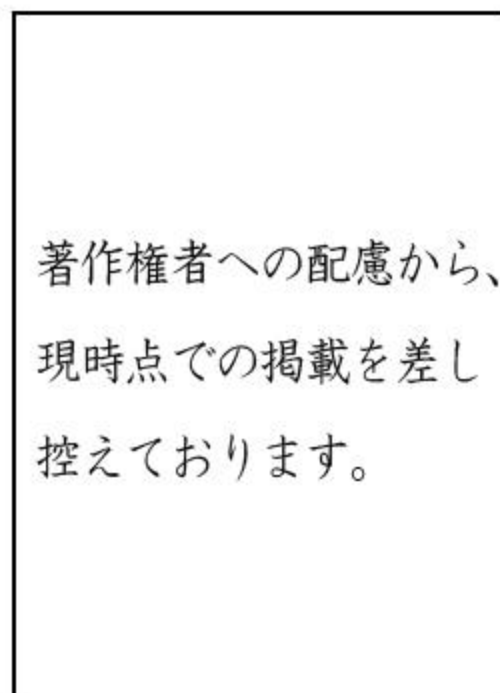 著作権者への配慮から、
現時点での掲載を差し
控えております。